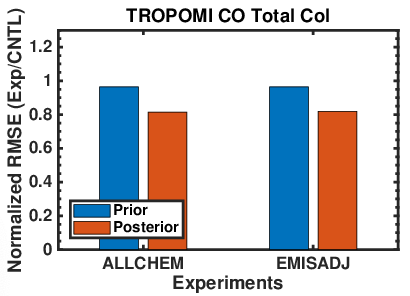 TROPOMI CO Total Col
Normalized RMSE (Exp/CNTL)
1.2
1
0.8
0.6
0.4
0.2
0
Prior
Posterior
ALLCHEM
EMISADJ
Experiments